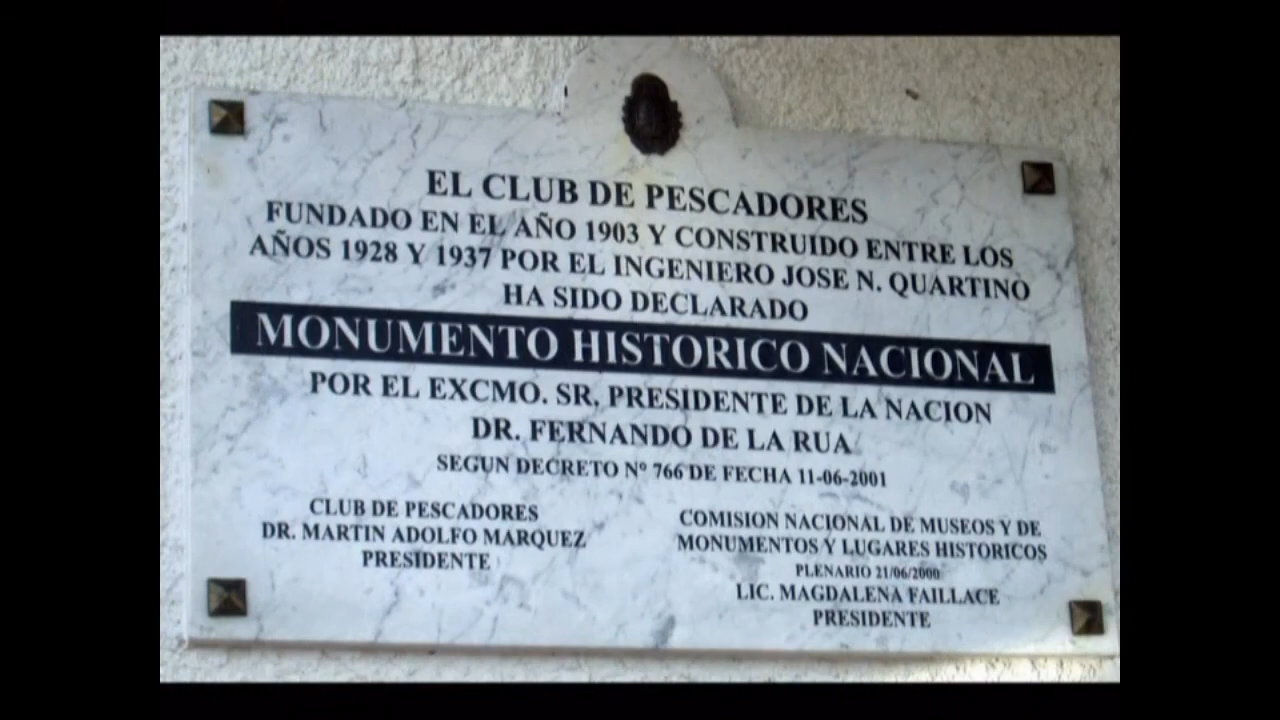 EL CLUB DE PESCADORES
FUNDADO EN EL AÑO 1903 Y CONSTRUIDO ENTRE LOS
AÑOS 1928 Y 1937 POR EL INGENIERO JOSE N. QUARTINO
HA SIDO DECLARADO
MONUMENTO HISTORICO NACIONAL
POR EL EXCMO. SR. PRESIDENTE DE LA NACION
DR. FERNANDO DE LA RUA
SEGUN DECRETO Nº 766 DE FECHA 11-06-2001
CLUB DE PESCADORES
DR. MARTIN ADOLFO MARQUEZ
PRESIDENTE
COMISION NACIONAL DE MUSEOS Y DE
MONUMENTOS Y LUGARES HISTORICOS
PLENARIO 21/06/2000
LIC. MAGDALENA FAILLACE
PRESIDENTE